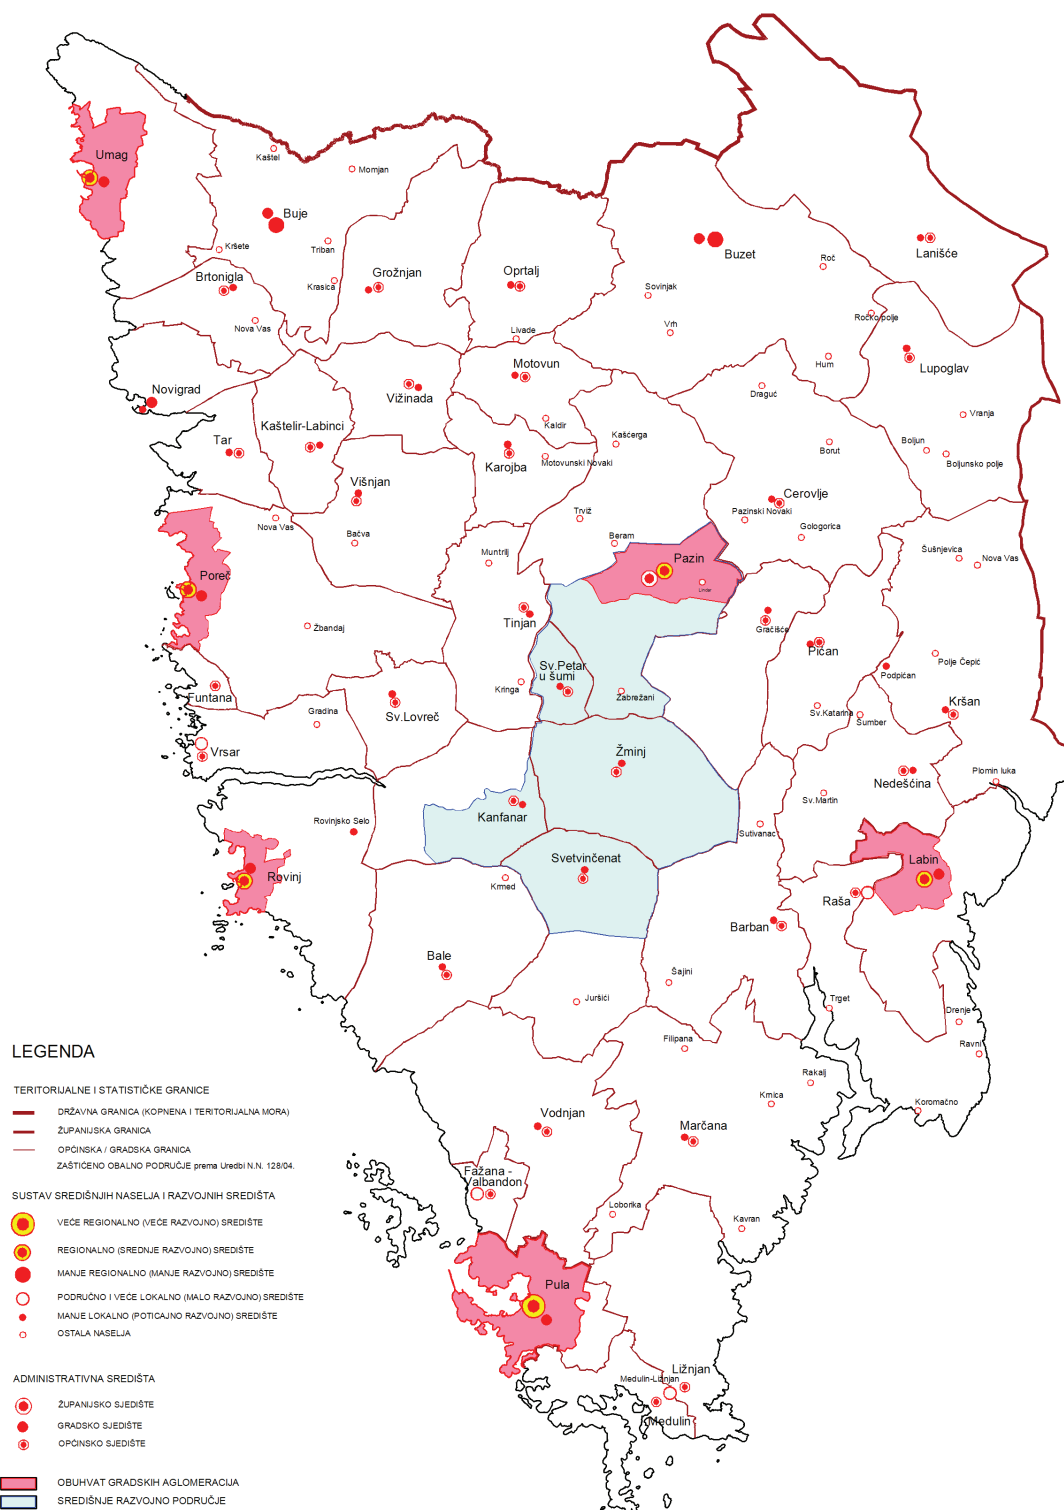 Umag
Kaštel
Momjan
Buje
Kršete
Triban
Buzet
Lanišće
Roč
Brtonigla
Grožnjan
Oprtalj
Krasica
Sovinjak
Nova Vas
Livade
Vrh
Ročko polje
Motovun
Hum
Lupoglav
Novigrad
Vižinada
Draguć
Vranja
Kaštelir-Labinci
Kaldir
Kašćerga
Tar
Karojba
Motovunski Novaki
Borut
Boljun
Boljunsko polje
Višnjan
Cerovlje
Nova Vas
Bačva
Trviž
Pazinski Novaki
Gologorica
Muntrilj
Beram
Pazin
Lindar
Šušnjevica
Nova Vas
Poreč
Žbandaj
Tinjan
Gračišće
Pićan
Polje Čepić
Sv.Petar
u šumi
Podpićan
Funtana
Kringa
Zabrežani
Kršan
Gradina
Sv.Lovreč
Sv.Katarina
Sumber
Vrsar
Žminj
Nedešćina
Plomin luka
Sv.Martin
Rovinjsko Selo
Kanfanar
Sutivanac
Svetvinčenat
Labin
Rovinj
Krmed
Raša
Barban
Bale
Šajini
Juršići
Trget
Drenje
Filipana
Ravni
Rakalj
Krnica
Koromačno
Vodnjan
Marčana
Fažana -
Valbandon
Loborika
Kavran
Pula
Ližnjan
Medulin-Ližnjan
Medulin
LEGENDA
TERITORIJALNE I STATISTIČKE GRANICE
DRŽAVNA GRANICA (KOPNENA I TERITORIJALNA MORA)
ŽUPANIJSKA GRANICA
OPĆINSKA / GRADSKA GRANICA
ZAŠTIĆENO OBALNO PODRUČJE prema Uredbi N.N. 128/04.
SUSTAV SREDIŠNJIH NASELJA I RAZVOJNIH SREDIŠTA
VEĆE REGIONALNO (VEĆE RAZVOJNO) SREDIŠTE
REGIONALNO (SREDNJE RAZVOJNO) SREDIŠTE
MANJE REGIONALNO (MANJE RAZVOJNO) SREDIŠTE
PODRUČNO I VEĆE LOKALNO (MALO RAZVOJNO) SREDIŠTE
MANJE LOKALNO (POTICAJNO RAZVOJNO) SREDIŠTE
OSTALA NASELJA
ADMINISTRATIVNA SREDIŠTA
ŽUPANIJSKO SJEDIŠTE
GRADSKO SJEDIŠTE
OPĆINSKO SJEDIŠTE
OBUHVAT GRADSKIH AGLOMERACIJA
SREDIŠNJE RAZVOJNO PODRUČJE